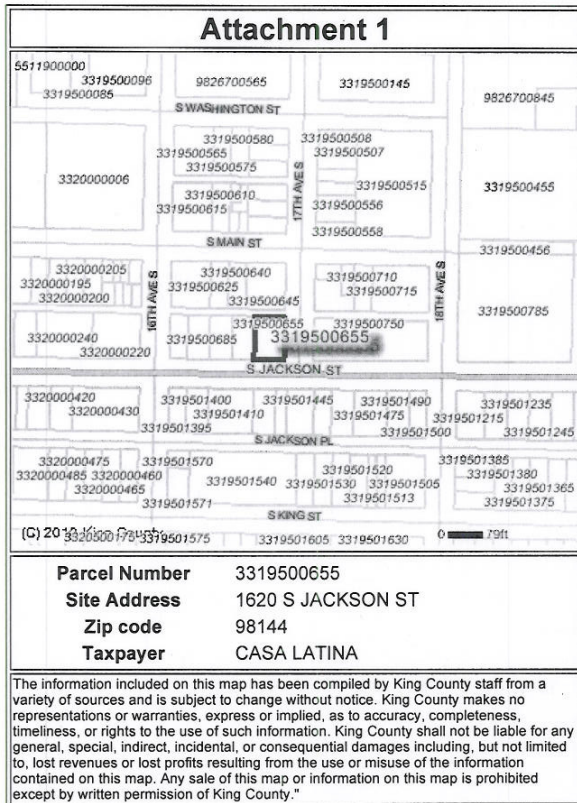 Attachment 1
5511900000
3319500096
3319500085
9826700565
3319500145
9826700845
S WASHINGTON ST
3319500580
3319500508
3319500565
3319500507
3319500575
3320000006
3319500515
3319500455
3319500610
3319500615
3319500556
17TH AVE S
3319500558
S MAIN ST
3319500456
3320000205
3320000195
3320000200
16TH AVE S
3319500640
3319500625
3319500645
3319500710
3319500715
18TH AVE S
3319500785
3319500655
3319500750
3320000240
3320000220
3319500685
3319500655
S JACKSON ST
3320000420
3320000430
3319501400
3319501410
3319501395
3319501445
3319501490
3319501475
3319501500
3319501235
3319501215
3319501245
S JACKSON PL
3320000475
3320000485
3320000460
3320000465
3319501570
3319501571
3319501540
3319501520
3319501530
3319501505
3319501513
3319501385
3319501380
3319501365
3319501375
S KING ST
(C) 2010 King County
3319501575
3319501605
3319501630
0 79ft
Parcel Number 3319500655
Site Address 1620 S JACKSON ST
Zip code 98144
Taxpayer CASA LATINA
The information included on this map has been compiled by King County staff from a
variety of sources and is subject to change without notice. King County makes no
representations or warranties, express or implied, as to accuracy, completeness,
timeliness, or rights to the use of such information. King County shall not be liable for any
general, special, indirect, incidental, or consequential damages including, but not limited
to, lost revenues or lost profits resulting from the use or misuse of the information
contained on this map. Any sale of this map or information on this map is prohibited
except by written permission of King County."